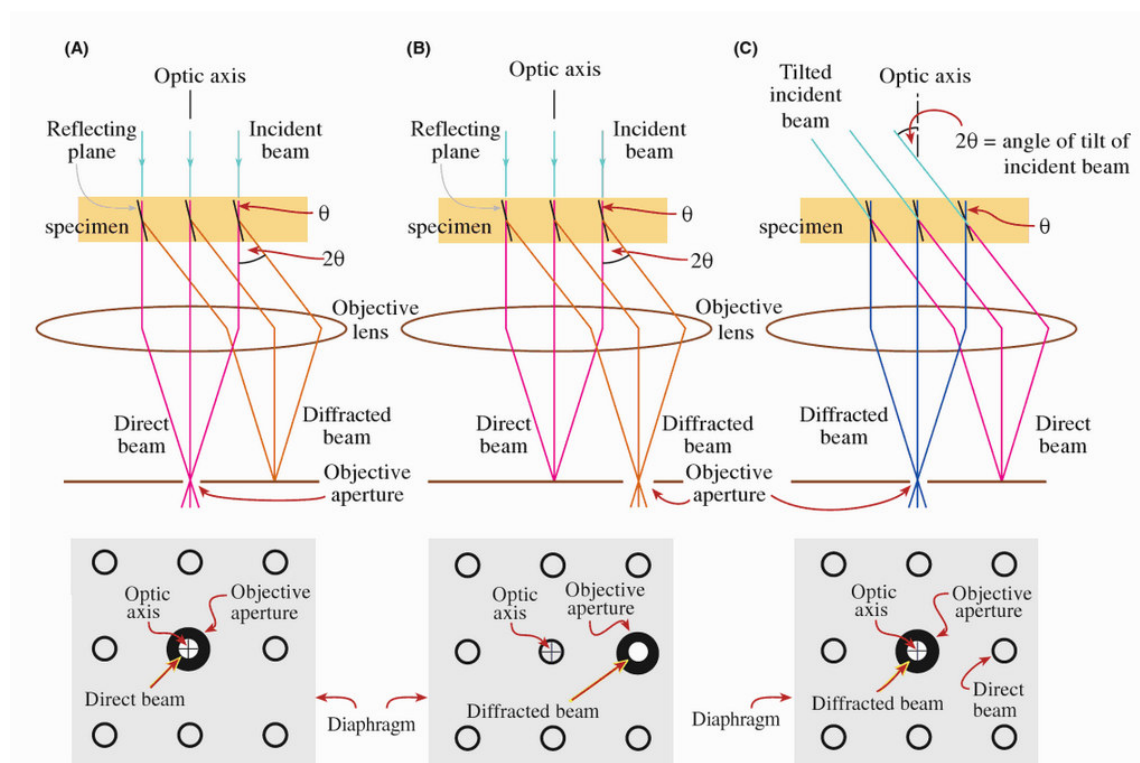 (A)
Optic axis
Reflecting
plane
Incident
beam
specimen
θ
2θ
Objective
lens
Direct
beam
Diffracted
beam
Objective
aperture
Optic
axis
Objective
aperture
Direct beam
Diaphragm
(B)
Optic axis
Reflecting
plane
Incident
beam
specimen
θ
2θ
Objective
lens
Direct
beam
Diffracted
beam
Objective
aperture
Optic
axis
Objective
aperture
Diffracted beam
Diaphragm
(C)
Tilted
incident
beam
Optic axis
2θ = angle of tilt of
incident beam
specimen
θ
Diffracted
beam
Direct
beam
Optic
axis
Objective
aperture
Diffracted beam
Direct
beam